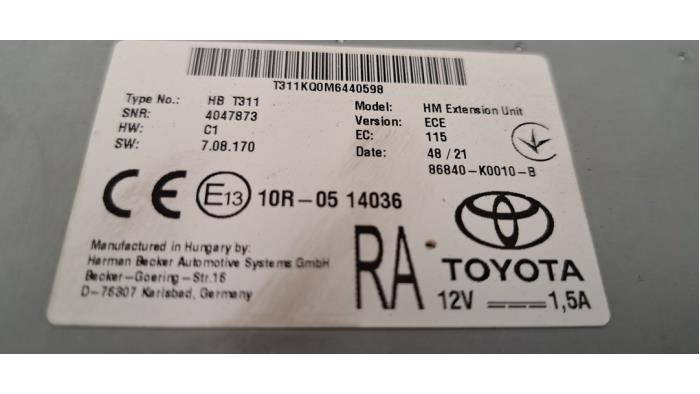 T311KQ0M6440598
Type No.: HB T311
SNR: 4047873
HW: C1
SW: 7.08.170
Model: HM Extension Unit
Version: ECE
EC: 115
Date: 48 / 21
86840-K0010-B
CE E13 10R-05 14036
Manufactured in Hungary by:
Harman Becker Automotive Systems GmbH
Becker-Goering-Str.16
D-76307 Karlsbad, Germany
RA
TOYOTA
12V 1,5A